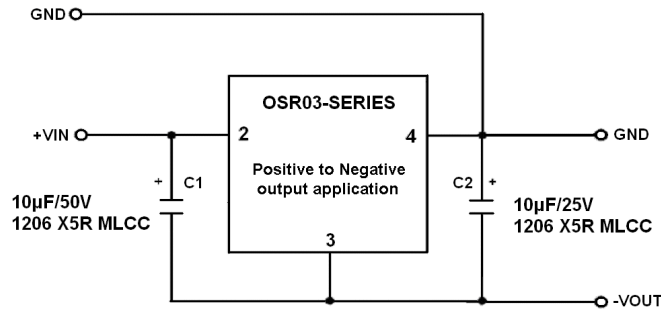 GND
OSR03-SERIES
+VIN
2
4
GND
Positive to Negative
output application
+ C1
C2 +
10µF/50V
1206 X5R MLCC
10µF/25V
1206 X5R MLCC
3
-VOUT